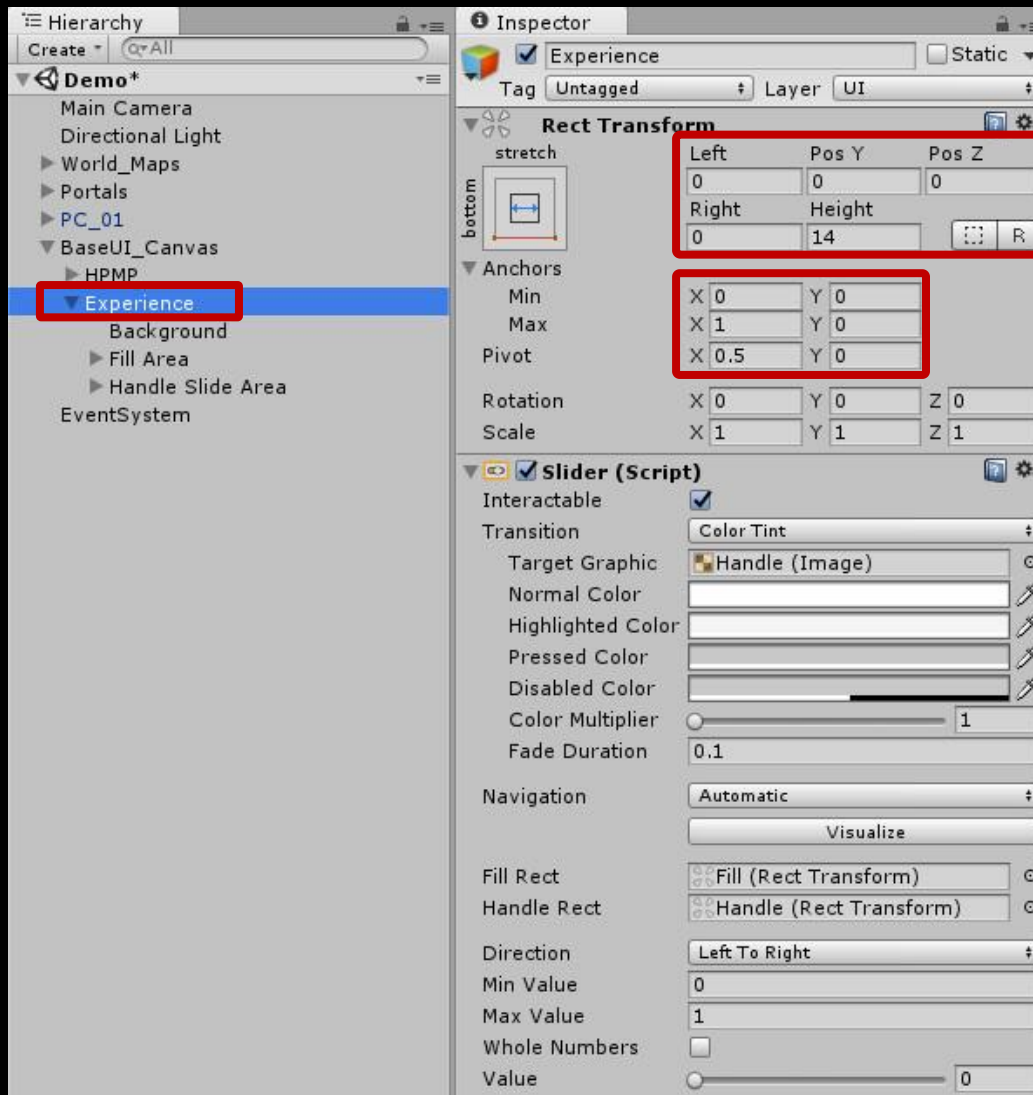 Hierarchy
Create All
Demo*
Main Camera
Directional Light
World_Maps
Portals
PC_01
BaseUI_Canvas
HPMP
Experience
Background
Fill Area
Handle Slide Area
EventSystem
Inspector
Experience Static
Tag Untagged Layer UI
Rect Transform
stretch
bottom
Left Pos Y Pos Z
0 0 0
Right Height
0 14 R
Anchors
Min X 0 Y 0
Max X 1 Y 0
Pivot X 0.5 Y 0
Rotation X 0 Y 0 Z 0
Scale X 1 Y 1 Z 1
Slider (Script)
Interactable
Transition Color Tint
Target Graphic Handle (Image)
Normal Color
Highlighted Color
Pressed Color
Disabled Color
Color Multiplier 1
Fade Duration 0.1
Navigation Automatic
Visualize
Fill Rect Fill (Rect Transform)
Handle Rect Handle (Rect Transform)
Direction Left To Right
Min Value 0
Max Value 1
Whole Numbers
Value 0